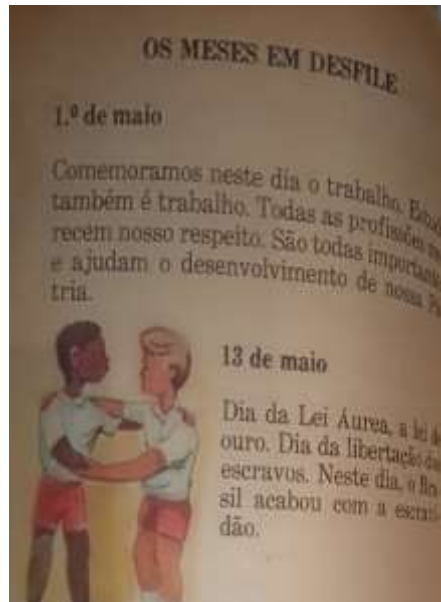 OS MESES EM DESFILE
1.º de maio
Comemoramos neste dia o trabalho.
também é trabalho. Todas as profissões
recem nosso respeito. São todas
e ajudam o desenvolvimento de nossa
tria.
13 de maio
Dia da Lei Áurea, a lei
ouro. Dia da libertação
escravos. Neste dia, o
sil acabou com a
dão.